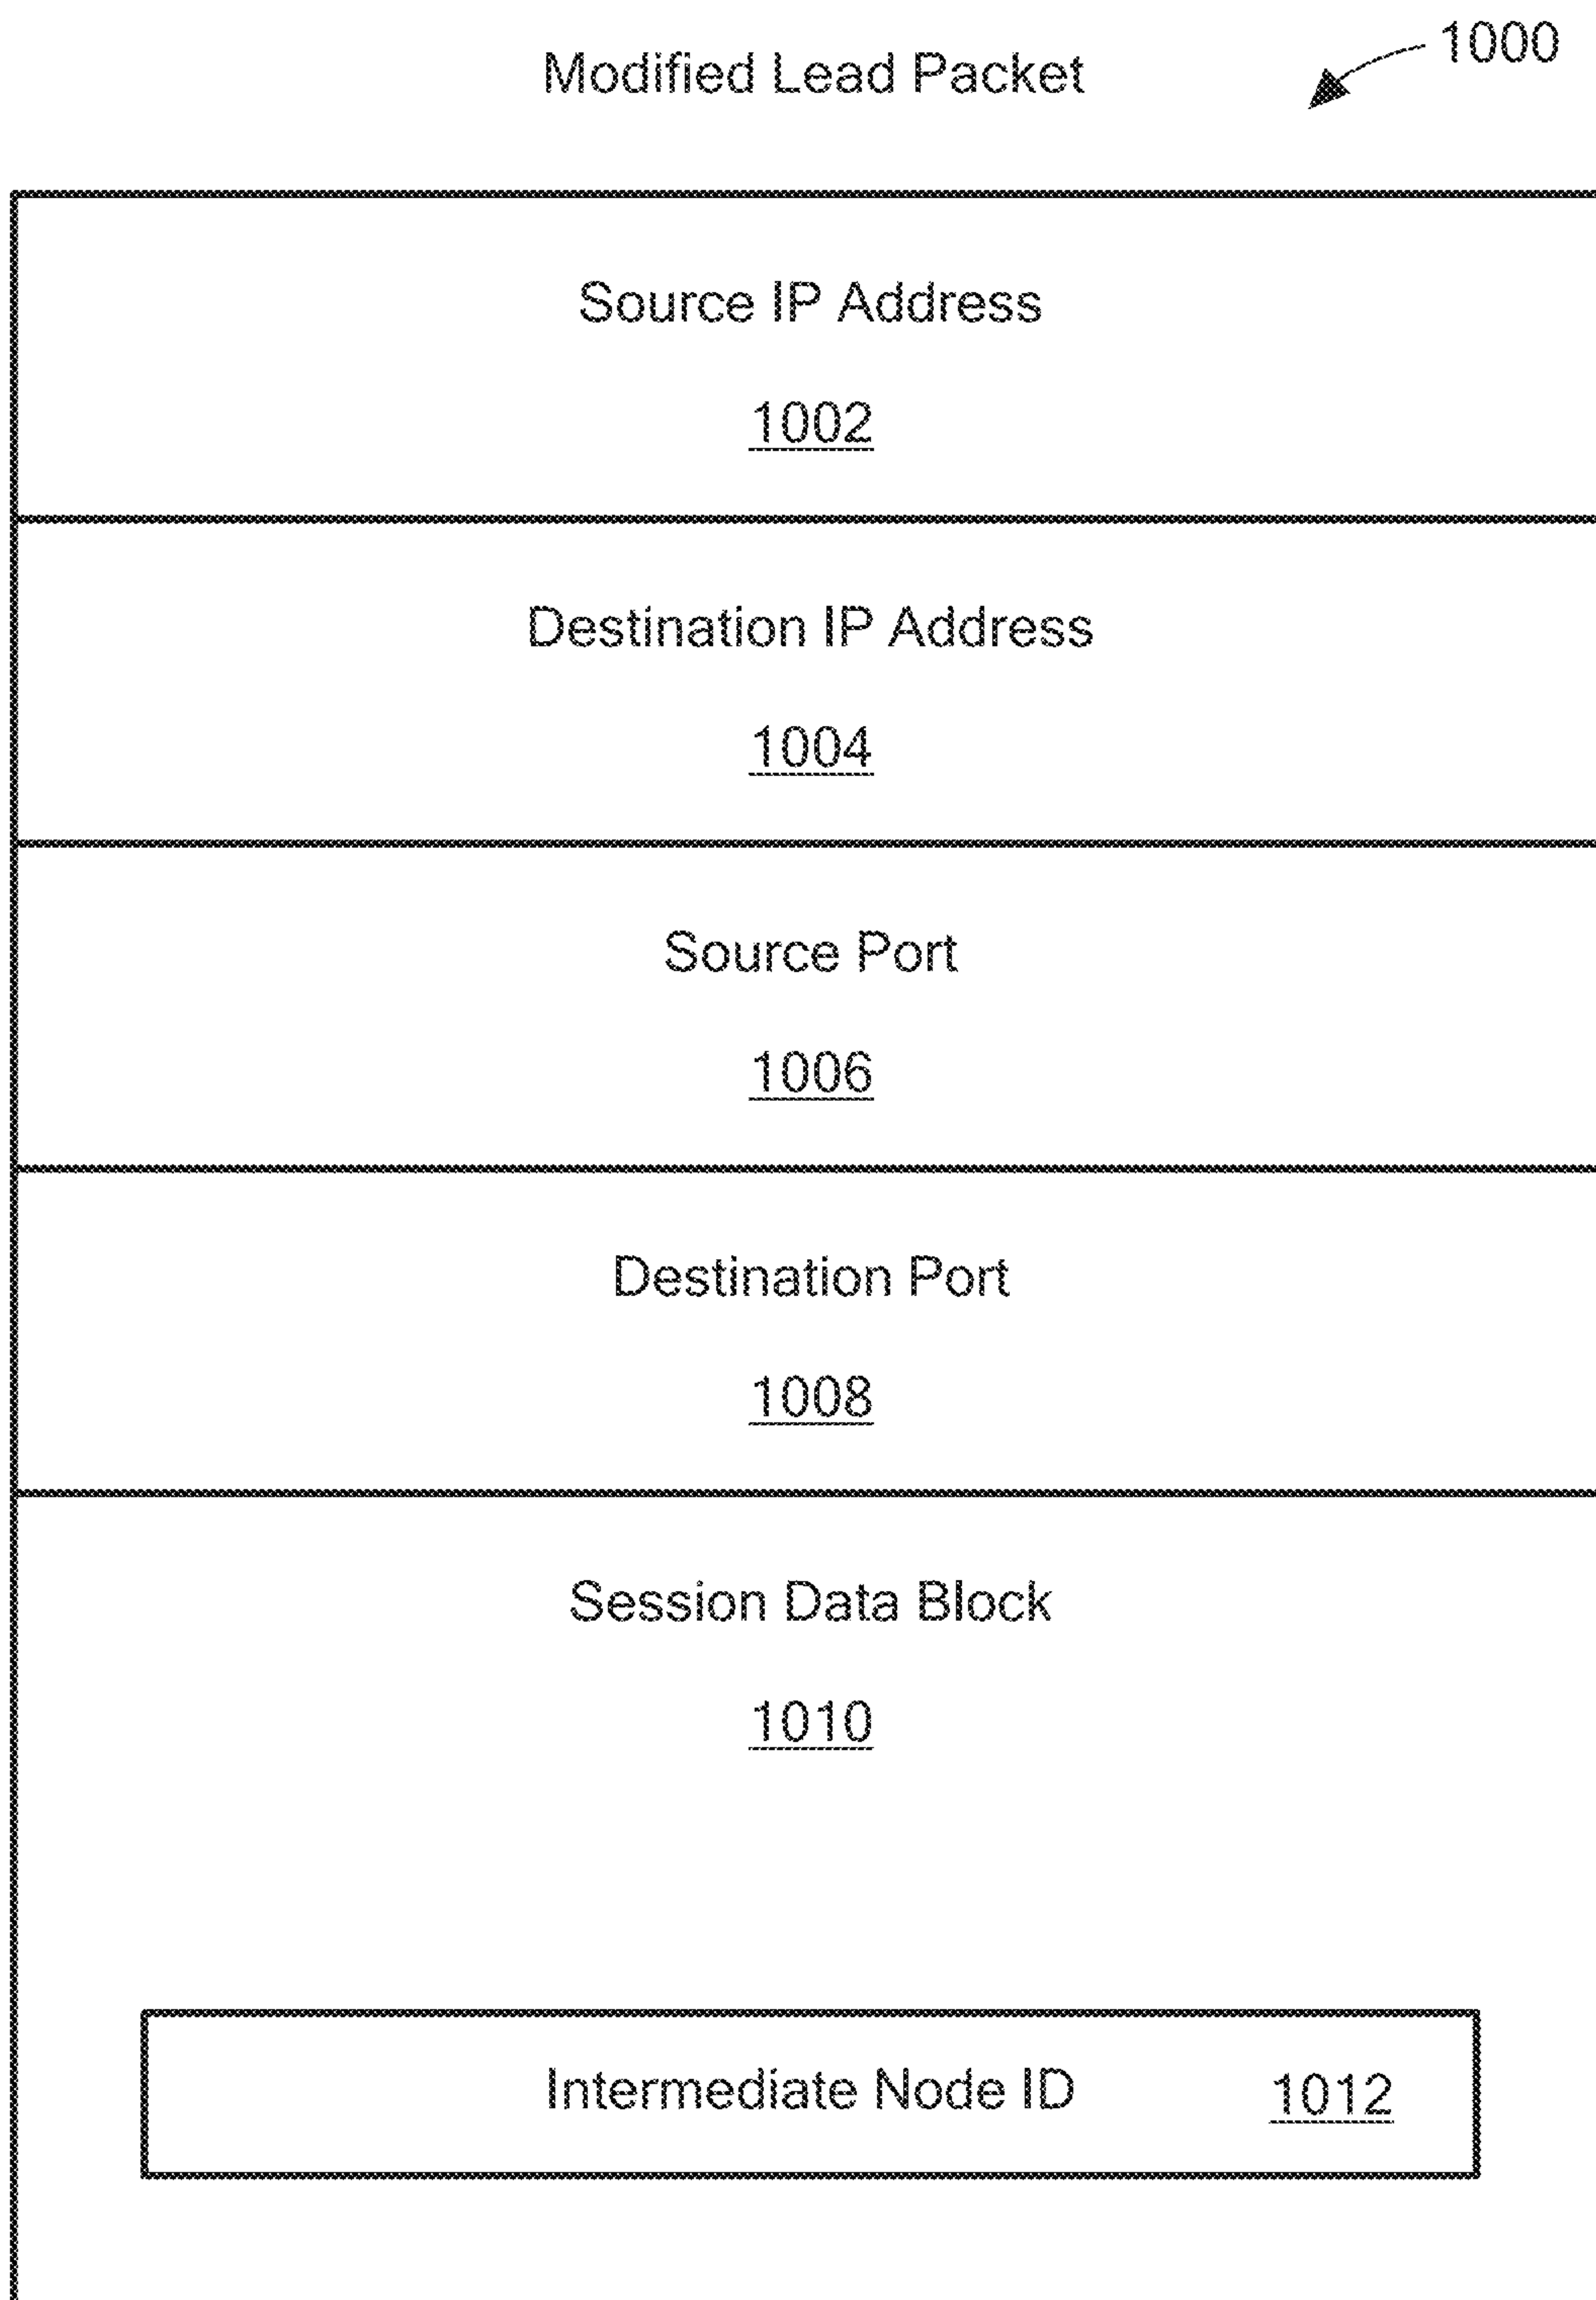 Modified Lead Packet
1000
Source IP Address
1002
Destination IP Address
1004
Source Port
1006
Destination Port
1008
Session Data Block
1010
Intermediate Node ID 1012